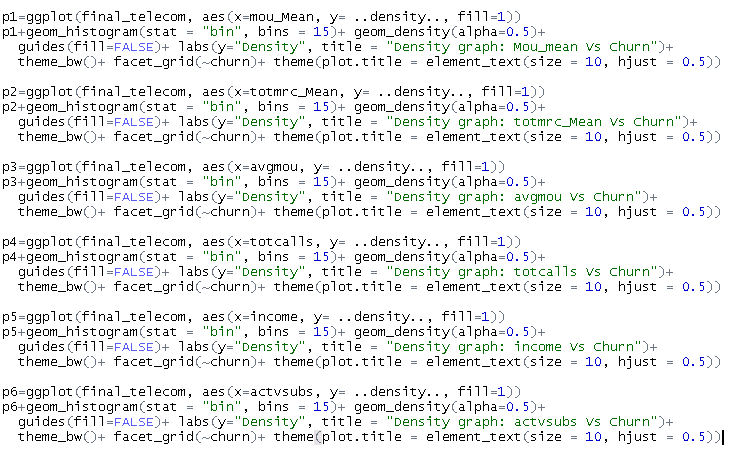 p1=ggplot(final_telecom, aes(x=mou_Mean, y= ..density.., fill=1))
p1+geom_histogram(stat = "bin", bins = 15)+ geom_density(alpha=0.5)+
  guides(fill=FALSE)+ labs(y="Density", title = "Density graph: Mou_mean Vs Churn")+
  theme_bw()+ facet_grid(~churn)+ theme(plot.title = element_text(size = 10, hjust = 0.5))

p2=ggplot(final_telecom, aes(x=totmrc_Mean, y= ..density.., fill=1))
p2+geom_histogram(stat = "bin", bins = 15)+ geom_density(alpha=0.5)+
  guides(fill=FALSE)+ labs(y="Density", title = "Density graph: totmrc_Mean Vs Churn")+
  theme_bw()+ facet_grid(~churn)+ theme(plot.title = element_text(size = 10, hjust = 0.5))

p3=ggplot(final_telecom, aes(x=avgmou, y= ..density.., fill=1))
p3+geom_histogram(stat = "bin", bins = 15)+ geom_density(alpha=0.5)+
  guides(fill=FALSE)+ labs(y="Density", title = "Density graph: avgmou Vs Churn")+
  theme_bw()+ facet_grid(~churn)+ theme(plot.title = element_text(size = 10, hjust = 0.5))

p4=ggplot(final_telecom, aes(x=totcalls, y= ..density.., fill=1))
p4+geom_histogram(stat = "bin", bins = 15)+ geom_density(alpha=0.5)+
  guides(fill=FALSE)+ labs(y="Density", title = "Density graph: totcalls Vs Churn")+
  theme_bw()+ facet_grid(~churn)+ theme(plot.title = element_text(size = 10, hjust = 0.5))

p5=ggplot(final_telecom, aes(x=income, y= ..density.., fill=1))
p5+geom_histogram(stat = "bin", bins = 15)+ geom_density(alpha=0.5)+
  guides(fill=FALSE)+ labs(y="Density", title = "Density graph: income Vs Churn")+
  theme_bw()+ facet_grid(~churn)+ theme(plot.title = element_text(size = 10, hjust = 0.5))

p6=ggplot(final_telecom, aes(x=actvsubs, y= ..density.., fill=1))
p6+geom_histogram(stat = "bin", bins = 15)+ geom_density(alpha=0.5)+
  guides(fill=FALSE)+ labs(y="Density", title = "Density graph: actvsubs Vs Churn")+
  theme_bw()+ facet_grid(~churn)+ theme(plot.title = element_text(size = 10, hjust = 0.5))